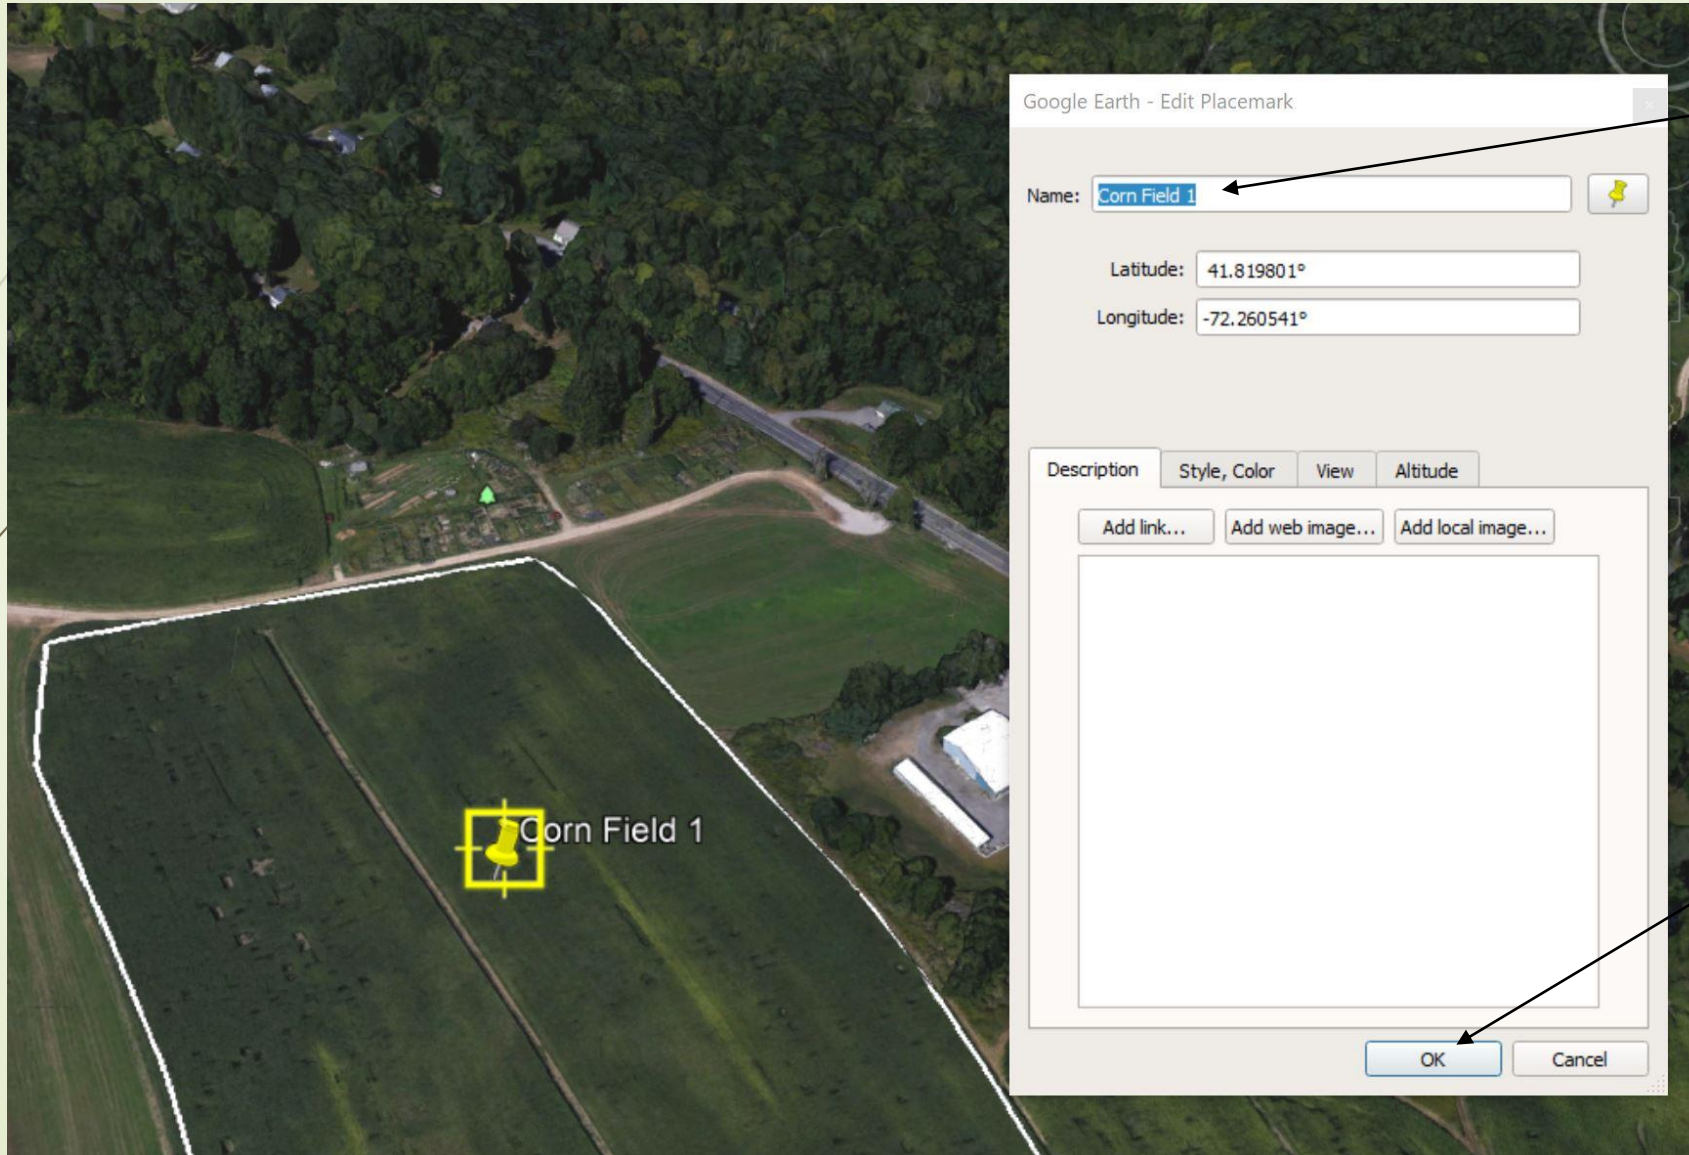 Google Earth - Edit Placemark
Name: Corn Field 1
Latitude: 41.819801°
Longitude: -72.260541°
Description Style, Color View Altitude
Add link... Add web image... Add local image...
Corn Field 1
OK Cancel